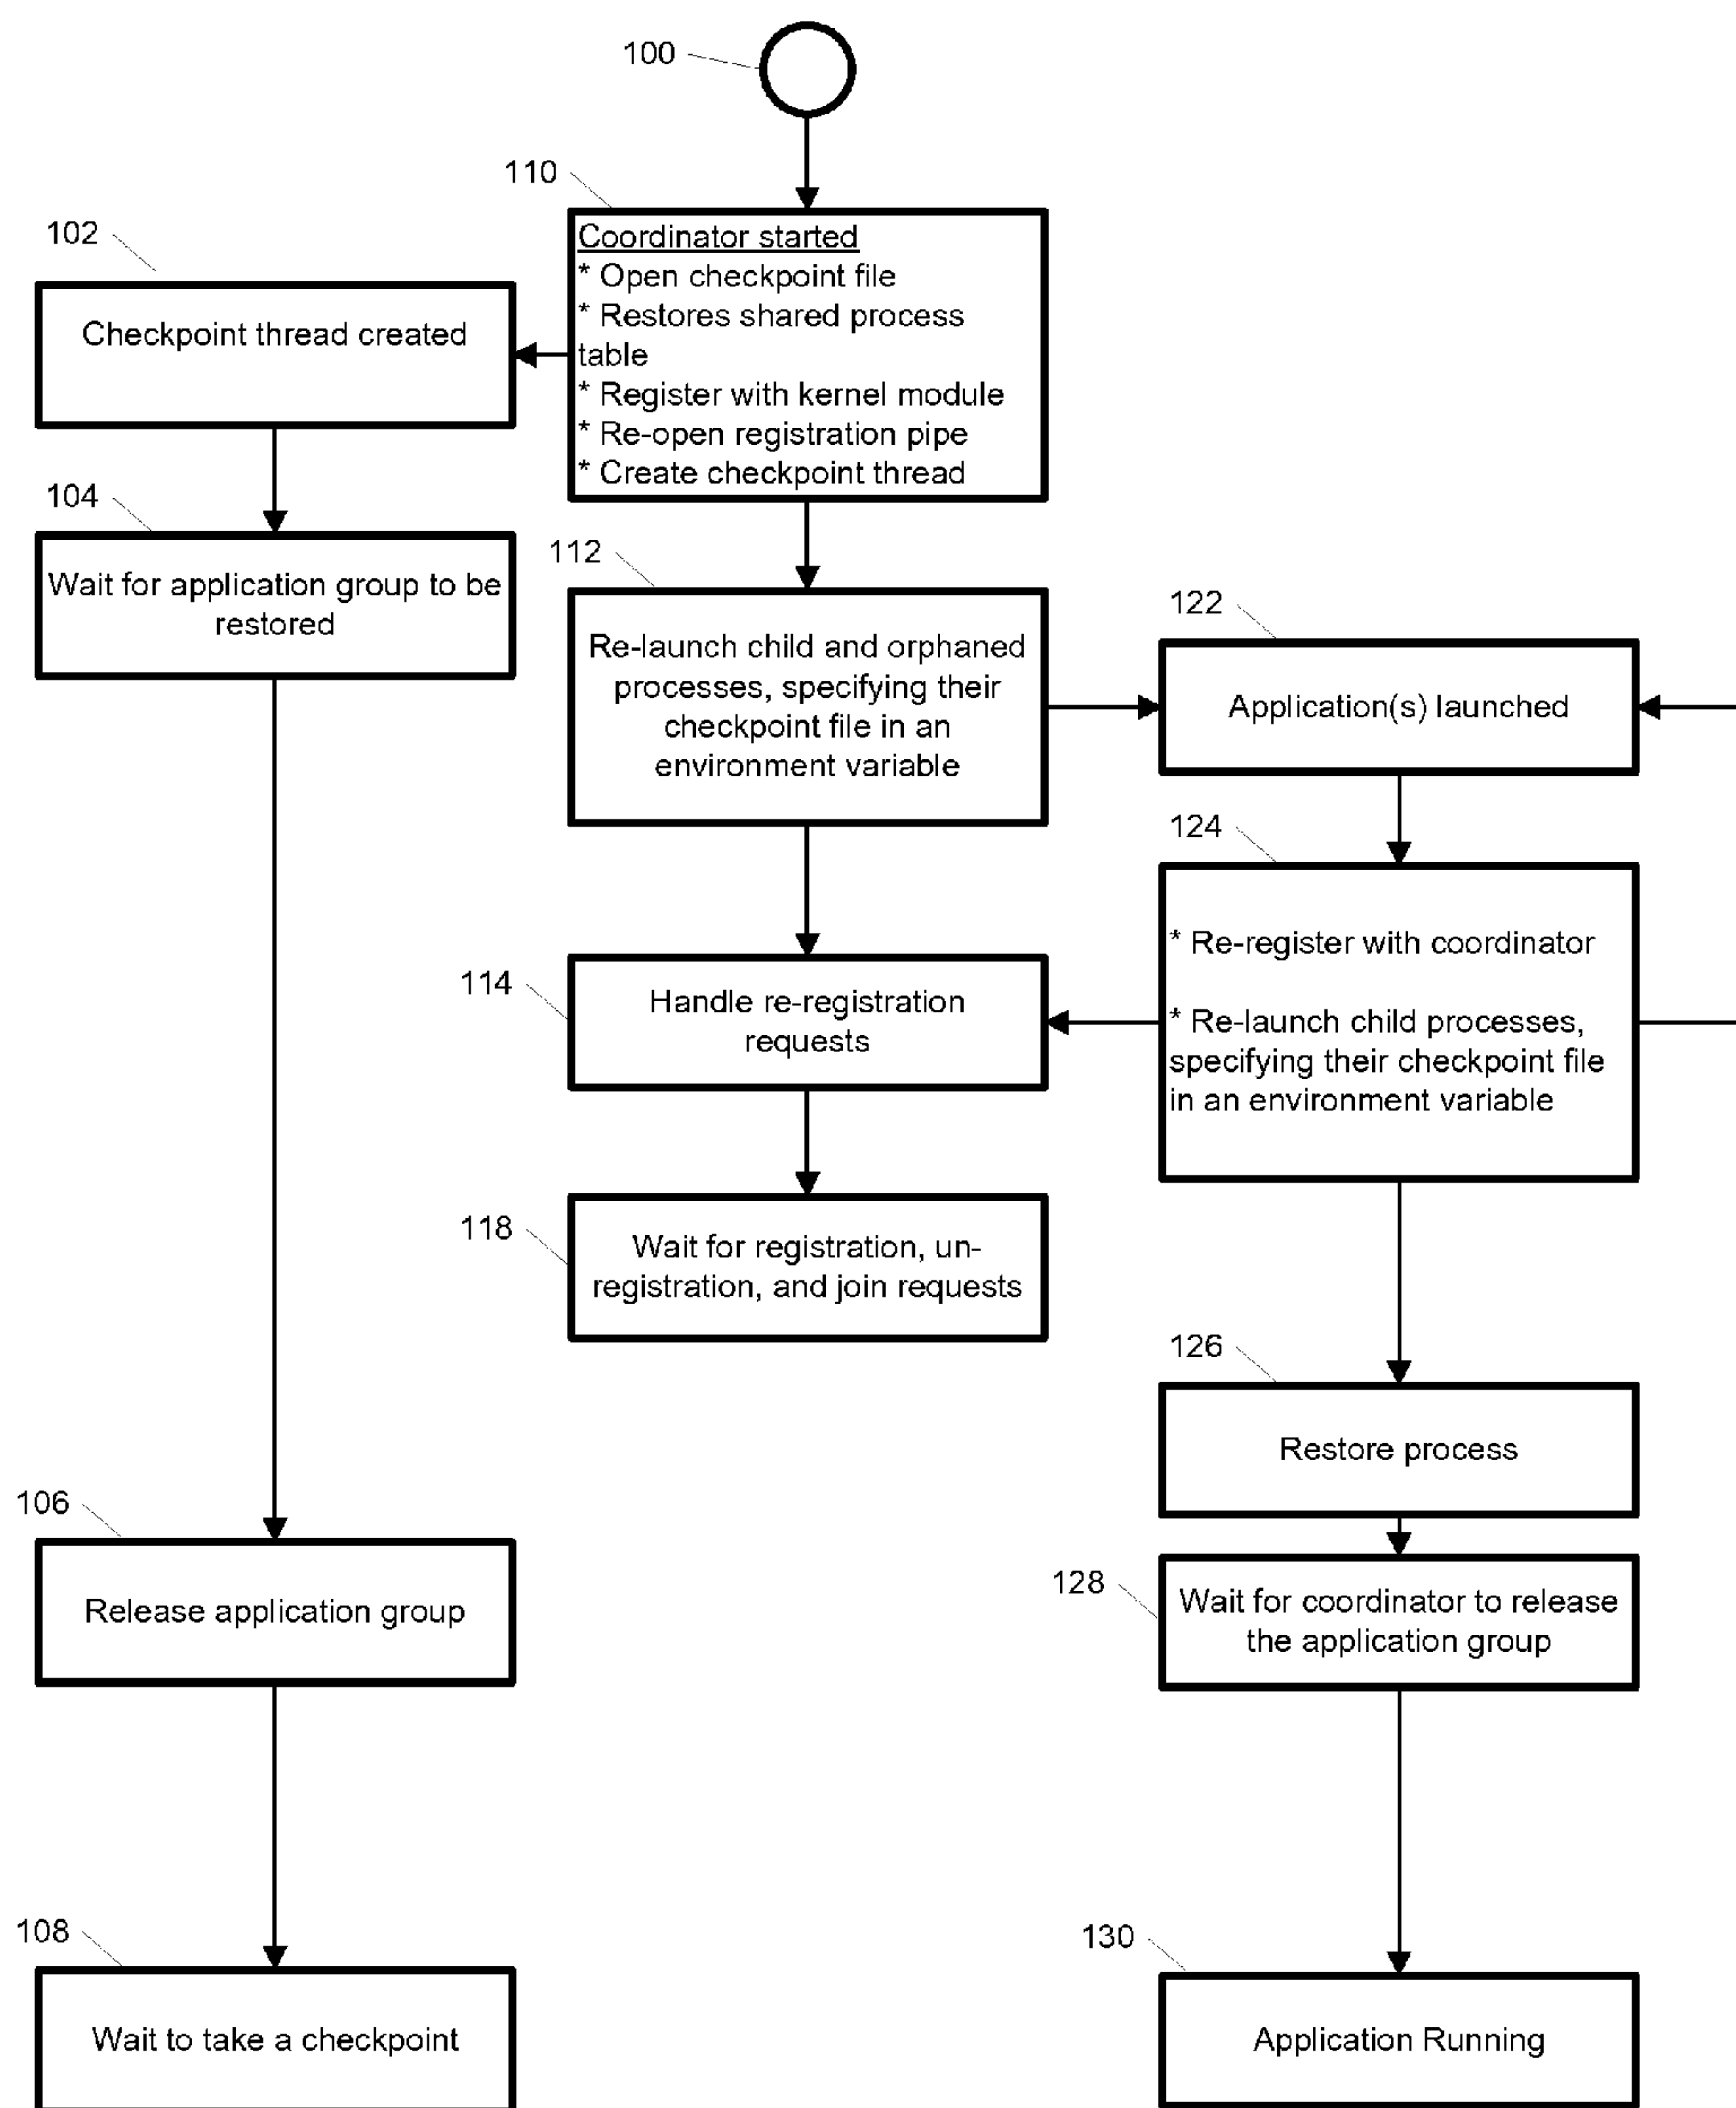 100
110
Coordinator started
* Open checkpoint file
* Restores shared process
table
* Register with kernel module
* Re-open registration pipe
* Create checkpoint thread
102
Checkpoint thread created
104
Wait for application group to be
restored
112
Re-launch child and orphaned
processes, specifying their
checkpoint file in an
environment variable
122
Application(s) launched
124
* Re-register with coordinator
* Re-launch child processes,
specifying their checkpoint file
in an environment variable
114
Handle re-registration
requests
118
Wait for registration, un-
registration, and join requests
126
Restore process
106
Release application group
128
Wait for coordinator to release
the application group
108
Wait to take a checkpoint
130
Application Running